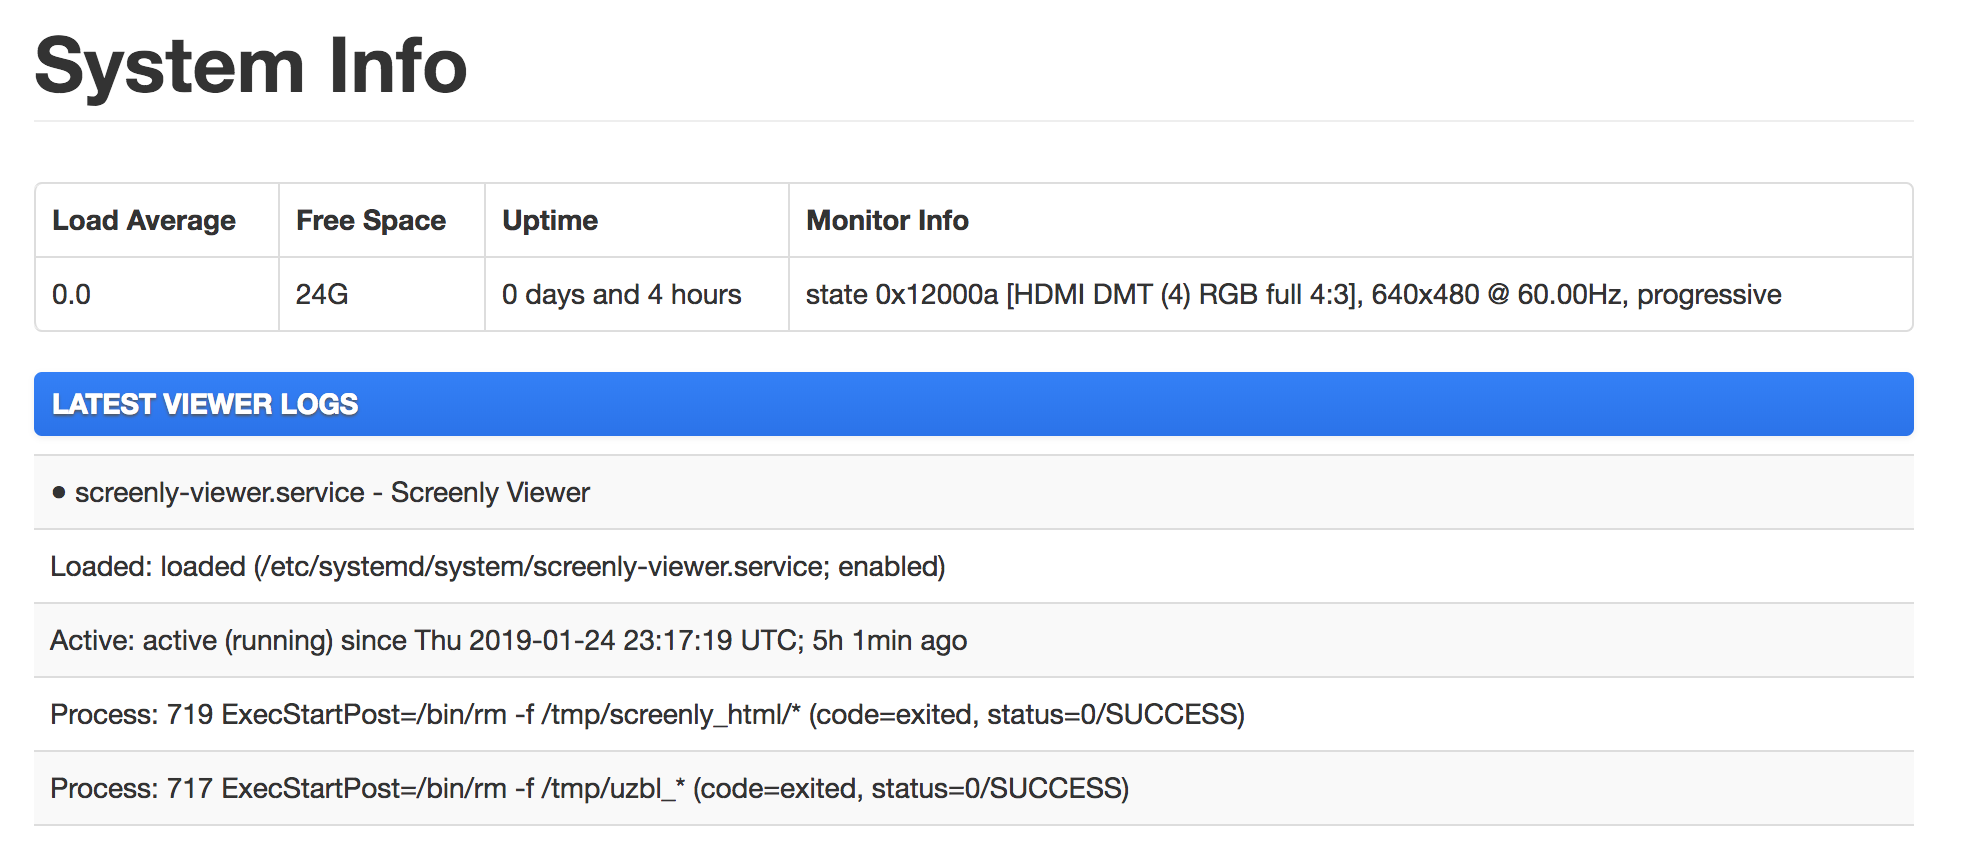 System Info
Load Average Free Space Uptime Monitor Info
0.0 24G 0 days and 4 hours state 0x12000a [HDMI DMT (4) RGB full 4:3], 640x480 @ 60.00Hz, progressive
LATEST VIEWER LOGS
● screenly-viewer.service - Screenly Viewer
Loaded: loaded (/etc/systemd/system/screenly-viewer.service; enabled)
Active: active (running) since Thu 2019-01-24 23:17:19 UTC; 5h 1min ago
Process: 719 ExecStartPost=/bin/rm -f /tmp/screenly_html/* (code=exited, status=0/SUCCESS)
Process: 717 ExecStartPost=/bin/rm -f /tmp/uzbl_* (code=exited, status=0/SUCCESS)